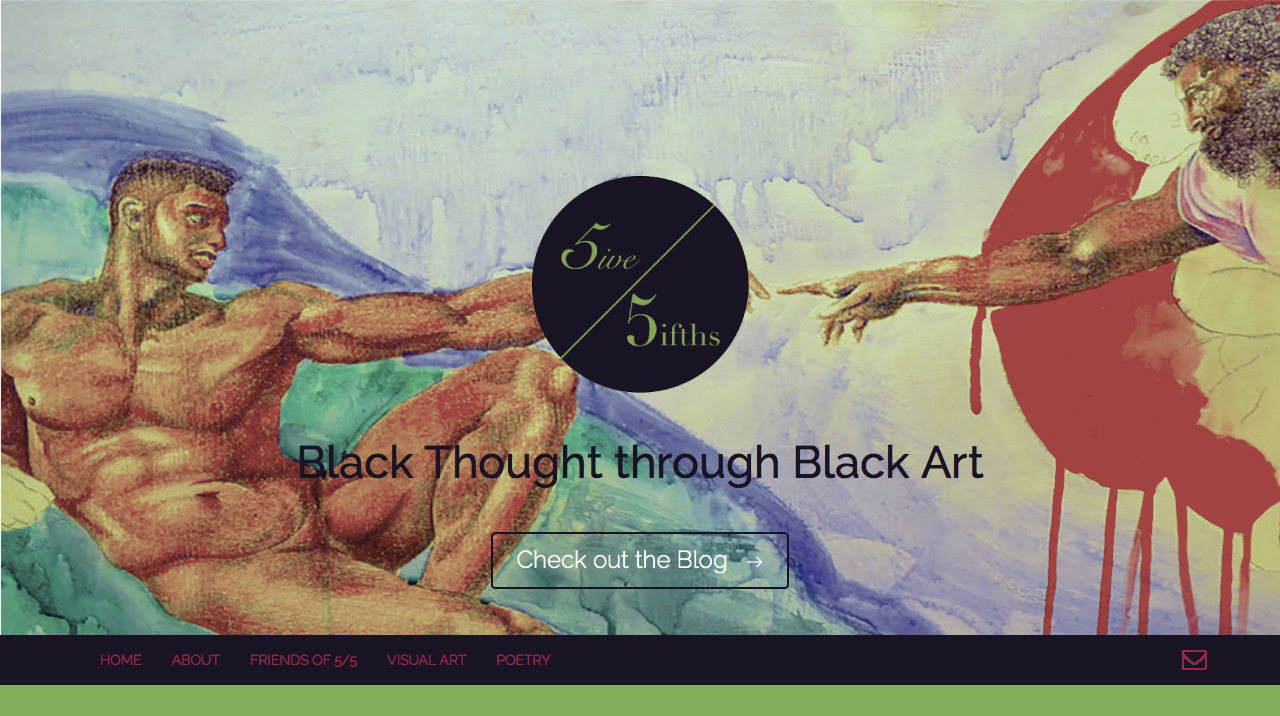 5ive
5ifths
Black Thought through Black Art
Check out the Blog →
HOME ABOUT FRIENDS OF 5/5 VISUAL ART POETRY